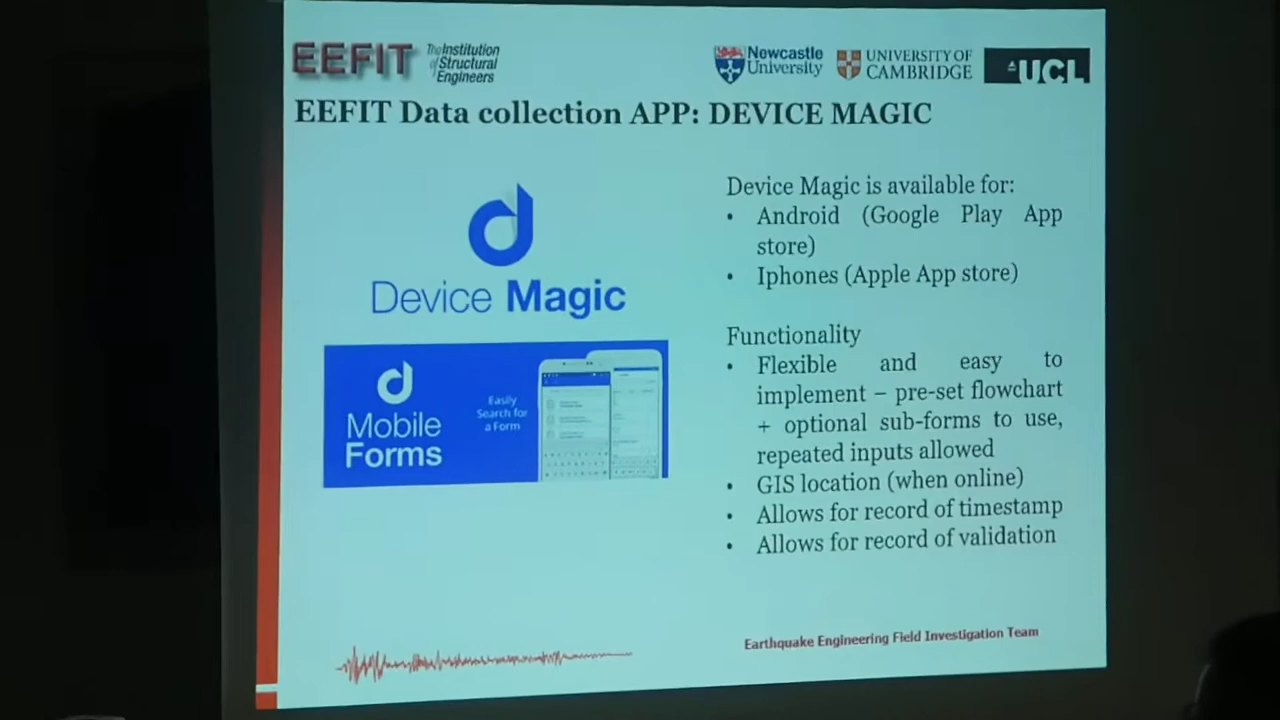 EEFIT
The Institution
of Structural
Engineers
Newcastle
University
UNIVERSITY OF
CAMBRIDGE
UCL
EEFIT Data collection APP: DEVICE MAGIC
Device Magic
Mobile
Forms
Easily
Search for
a Form
Device Magic is available for:
• Android (Google Play App
store)
• Iphones (Apple App store)
Functionality
• Flexible and easy to
implement – pre-set flowchart
+ optional sub-forms to use,
repeated inputs allowed
• GIS location (when online)
• Allows for record of timestamp
• Allows for record of validation
Earthquake Engineering Field Investigation Team